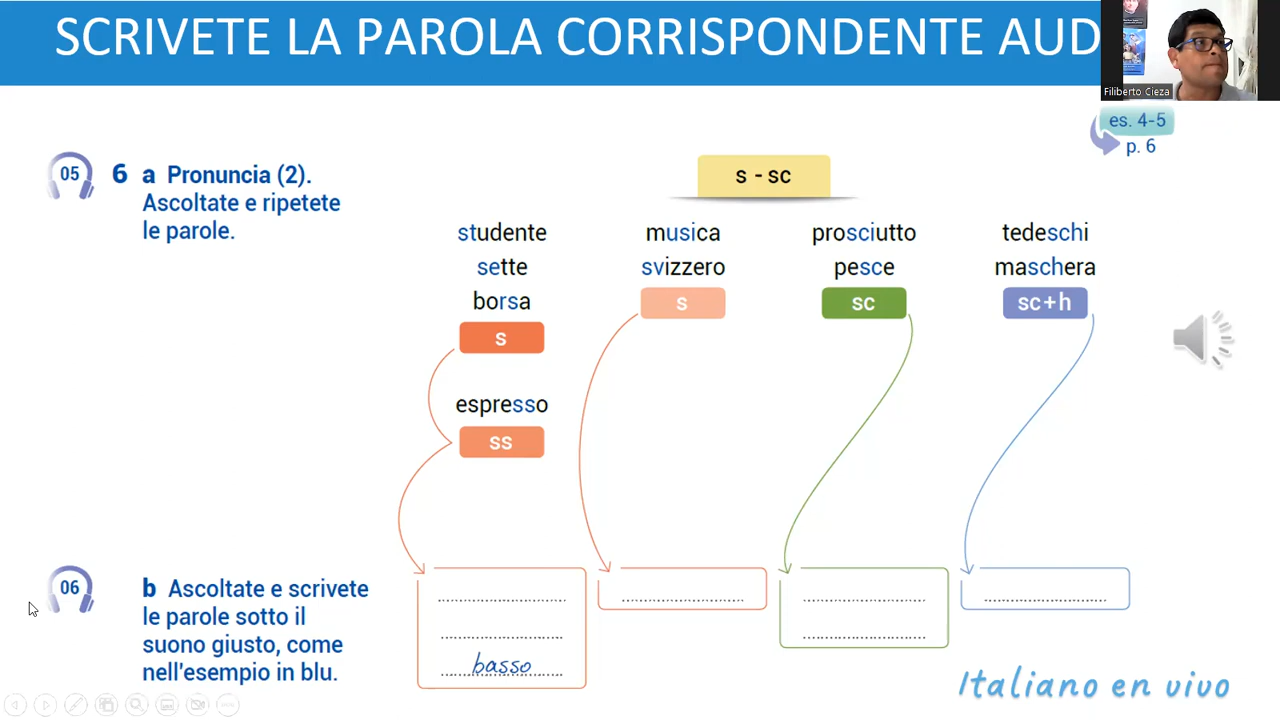 SCRIVETE LA PAROLA CORRISPONDENTE AUD
Filiberto Cieza
es. 4-5
p. 6
05
6 a Pronuncia (2).
Ascoltate e ripetete
le parole.
s - sc
studente
sette
borsa
s
espresso
ss
musica
svizzero
s
prosciutto
pesce
sc
tedeschi
maschera
sc+h
06
b Ascoltate e scrivete
le parole sotto il
suono giusto, come
nell'esempio in blu.
basso
Italiano en vivo